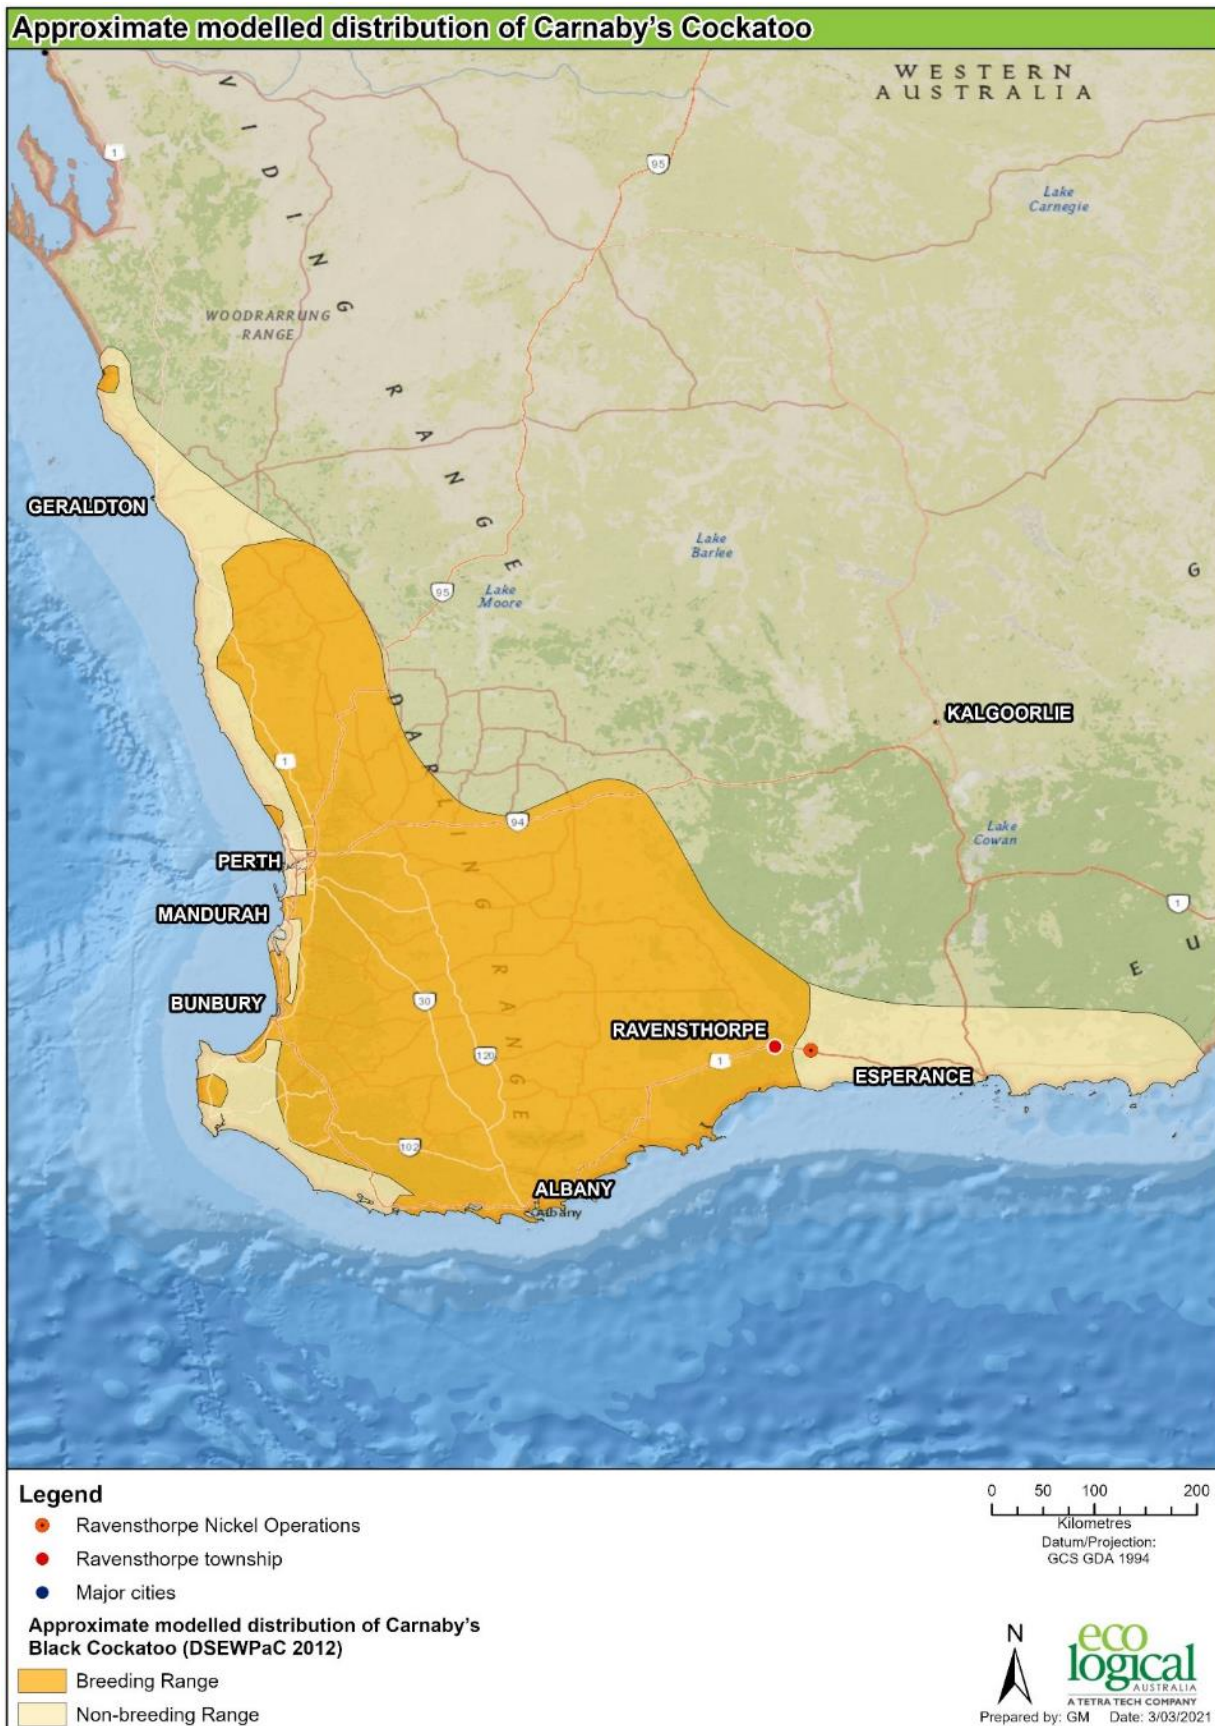 Approximate modelled distribution of Carnaby's Cockatoo
WESTERN
AUSTRALIA
1
95
Lake
Carnegie
VIDING RANGE
WOODRARRUNG
RANGE
GERALDTON
Lake
Barlee
95
Lake
Moore
G
KALGOORLIE
DARLING RANGE
1
94
Lake
Cowan
PERTH
MANDURAH
1
E U
BUNBURY
30
RAVENSTHORPE
120
1
ESPERANCE
102
ALBANY
Albany
Legend
Ravensthorpe Nickel Operations
Ravensthorpe township
Major cities
Approximate modelled distribution of Carnaby's
Black Cockatoo (DSEWPaC 2012)
Breeding Range
Non-breeding Range
0 50 100 200
Kilometres
Datum/Projection:
GCS GDA 1994
N
eco
logical
AUSTRALIA
A TETRA TECH COMPANY
Prepared by: GM Date: 3/03/2021